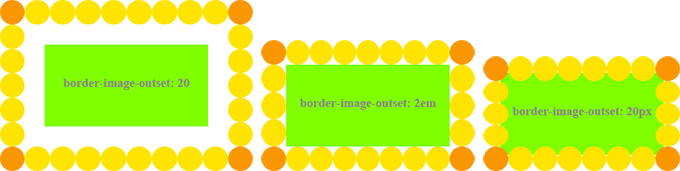 border-image-outset: 20
border-image-outset: 2em
border-image-outset: 20px